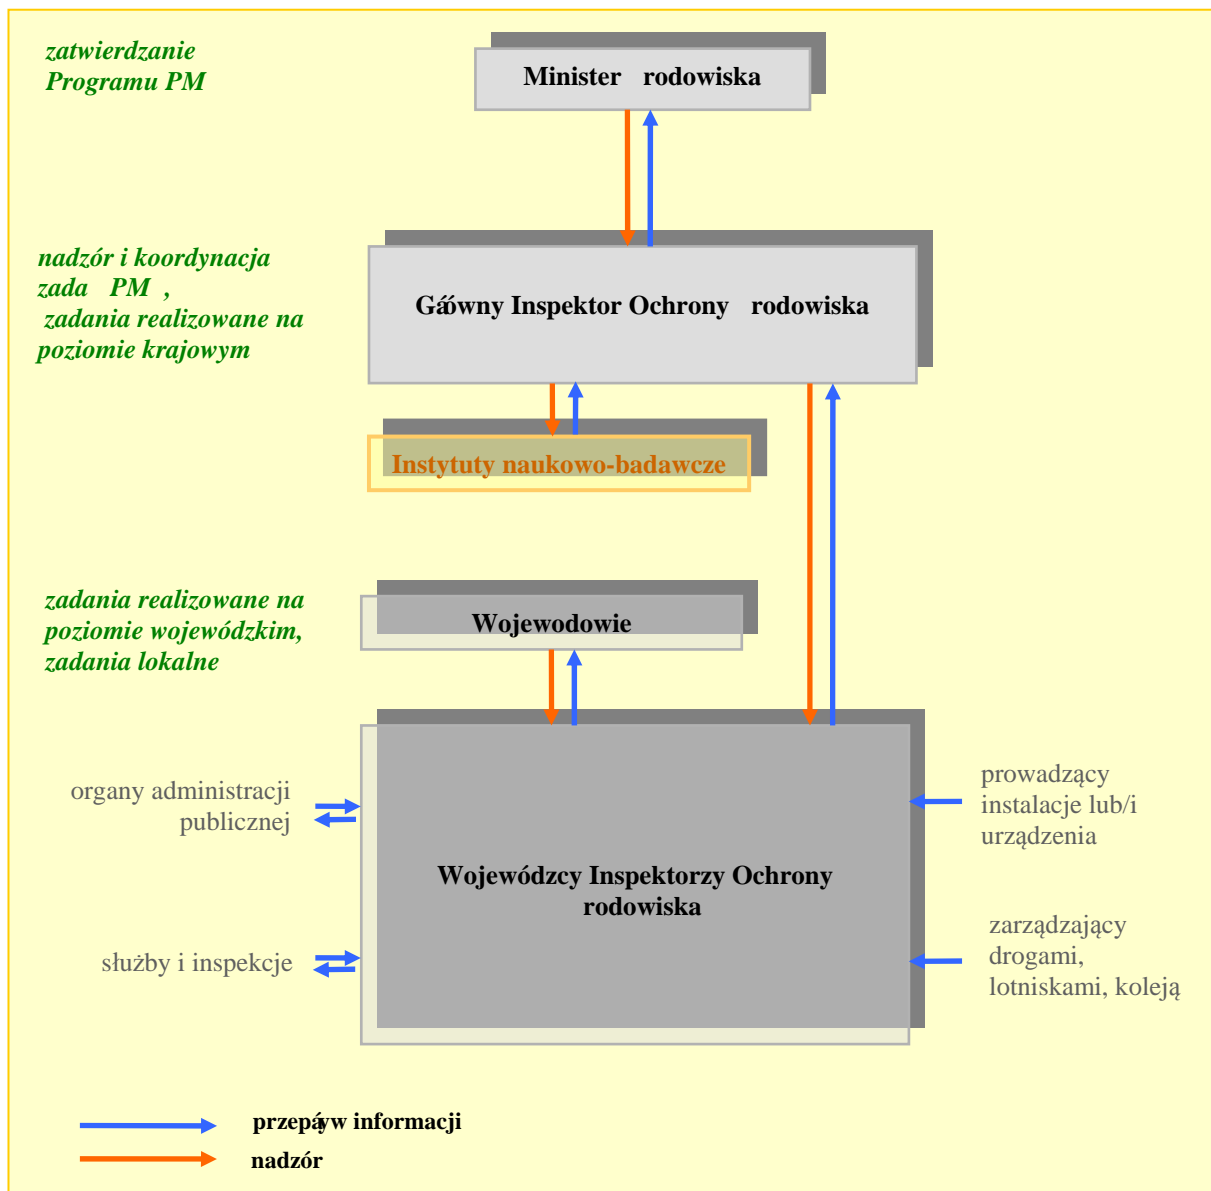 zatwierdzanie
Programu PM
Minister rodowiska
nadzór i koordynacja
zada PM ,
zadania realizowane na
poziomie krajowym
Gáówny Inspektor Ochrony rodowiska
Instytuty naukowo-badawcze
zadania realizowane na
poziomie wojewódzkim,
zadania lokalne
Wojewodowie
organy administracji
publicznej
prowadzący
instalacje lub/i
urządzenia
Wojewódzcy Inspektorzy Ochrony
rodowiska
służby i inspekcje
zarządzający
drogami,
lotniskami, koleją
przepáyw informacji
nadzór